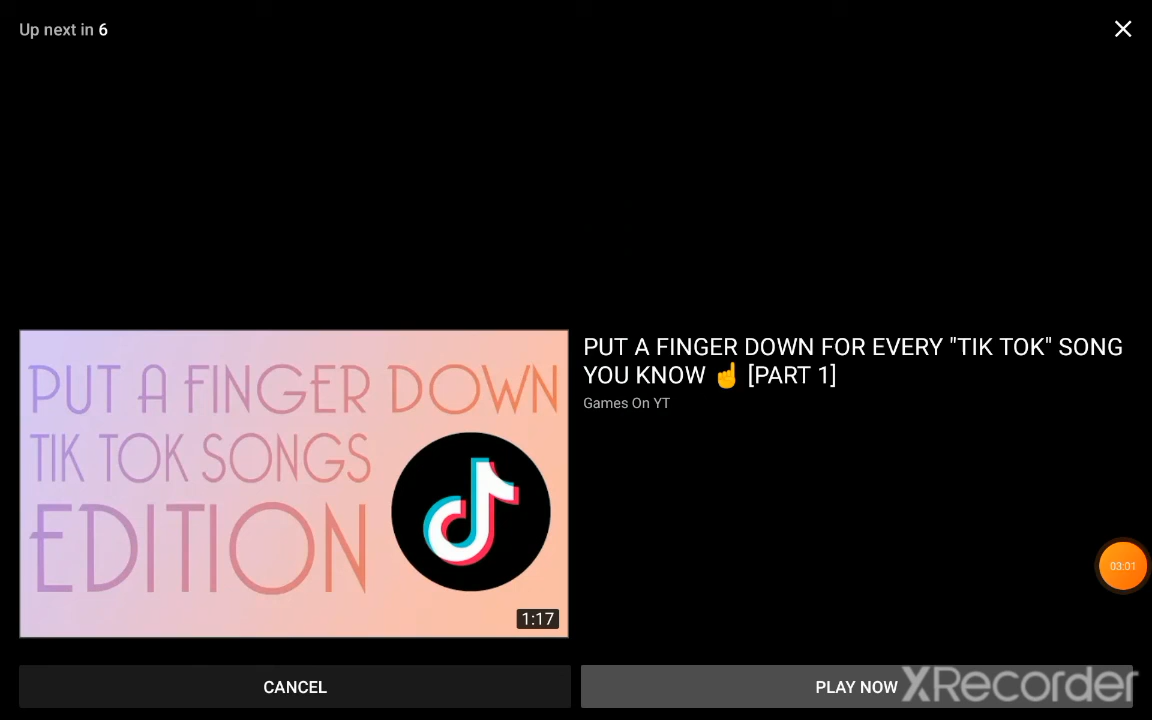 Up next in 6
PUT A FINGER DOWN
TIK TOK SONGS
EDITION
1:17
PUT A FINGER DOWN FOR EVERY "TIK TOK" SONG
YOU KNOW ☝ [PART 1]
Games On YT
03:01
CANCEL
PLAY NOW
XRecorder